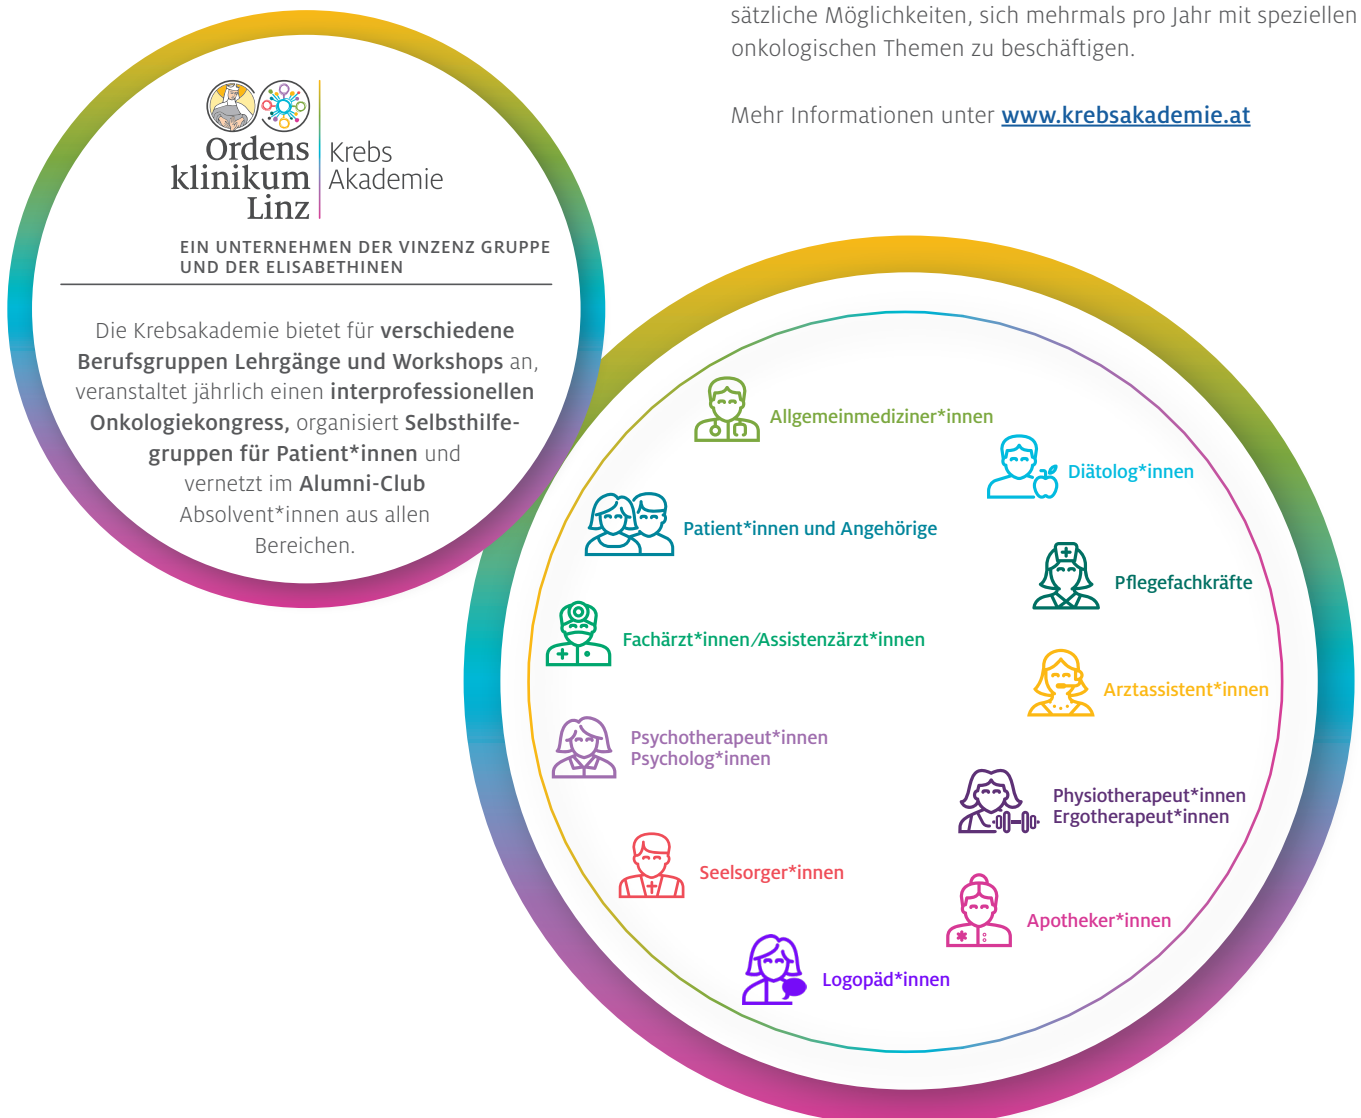 sätzliche Möglichkeiten, sich mehrmals pro Jahr mit speziellen
onkologischen Themen zu beschäftigen.
Mehr Informationen unter www.krebsakademie.at
Ordens
klinikum
Linz
Krebs
Akademie
EIN UNTERNEHMEN DER VINZENZ GRUPPE
UND DER ELISABETHINEN
Die Krebsakademie bietet für verschiedene
Berufsgruppen Lehrgänge und Workshops an,
veranstaltet jährlich einen interprofessionellen
Onkologiekongress, organisiert Selbsthilfe-
gruppen für Patient*innen und
vernetzt im Alumni-Club
Absolvent*innen aus allen
Bereichen.
Allgemeinmediziner*innen
Diätolog*innen
Patient*innen und Angehörige
Pflegefachkräfte
Fachärzt*innen/Assistenzärzt*innen
Arztassistent*innen
Psychotherapeut*innen
Psycholog*innen
Physiotherapeut*innen
Ergotherapeut*innen
Seelsorger*innen
Apotheker*innen
Logopäd*innen